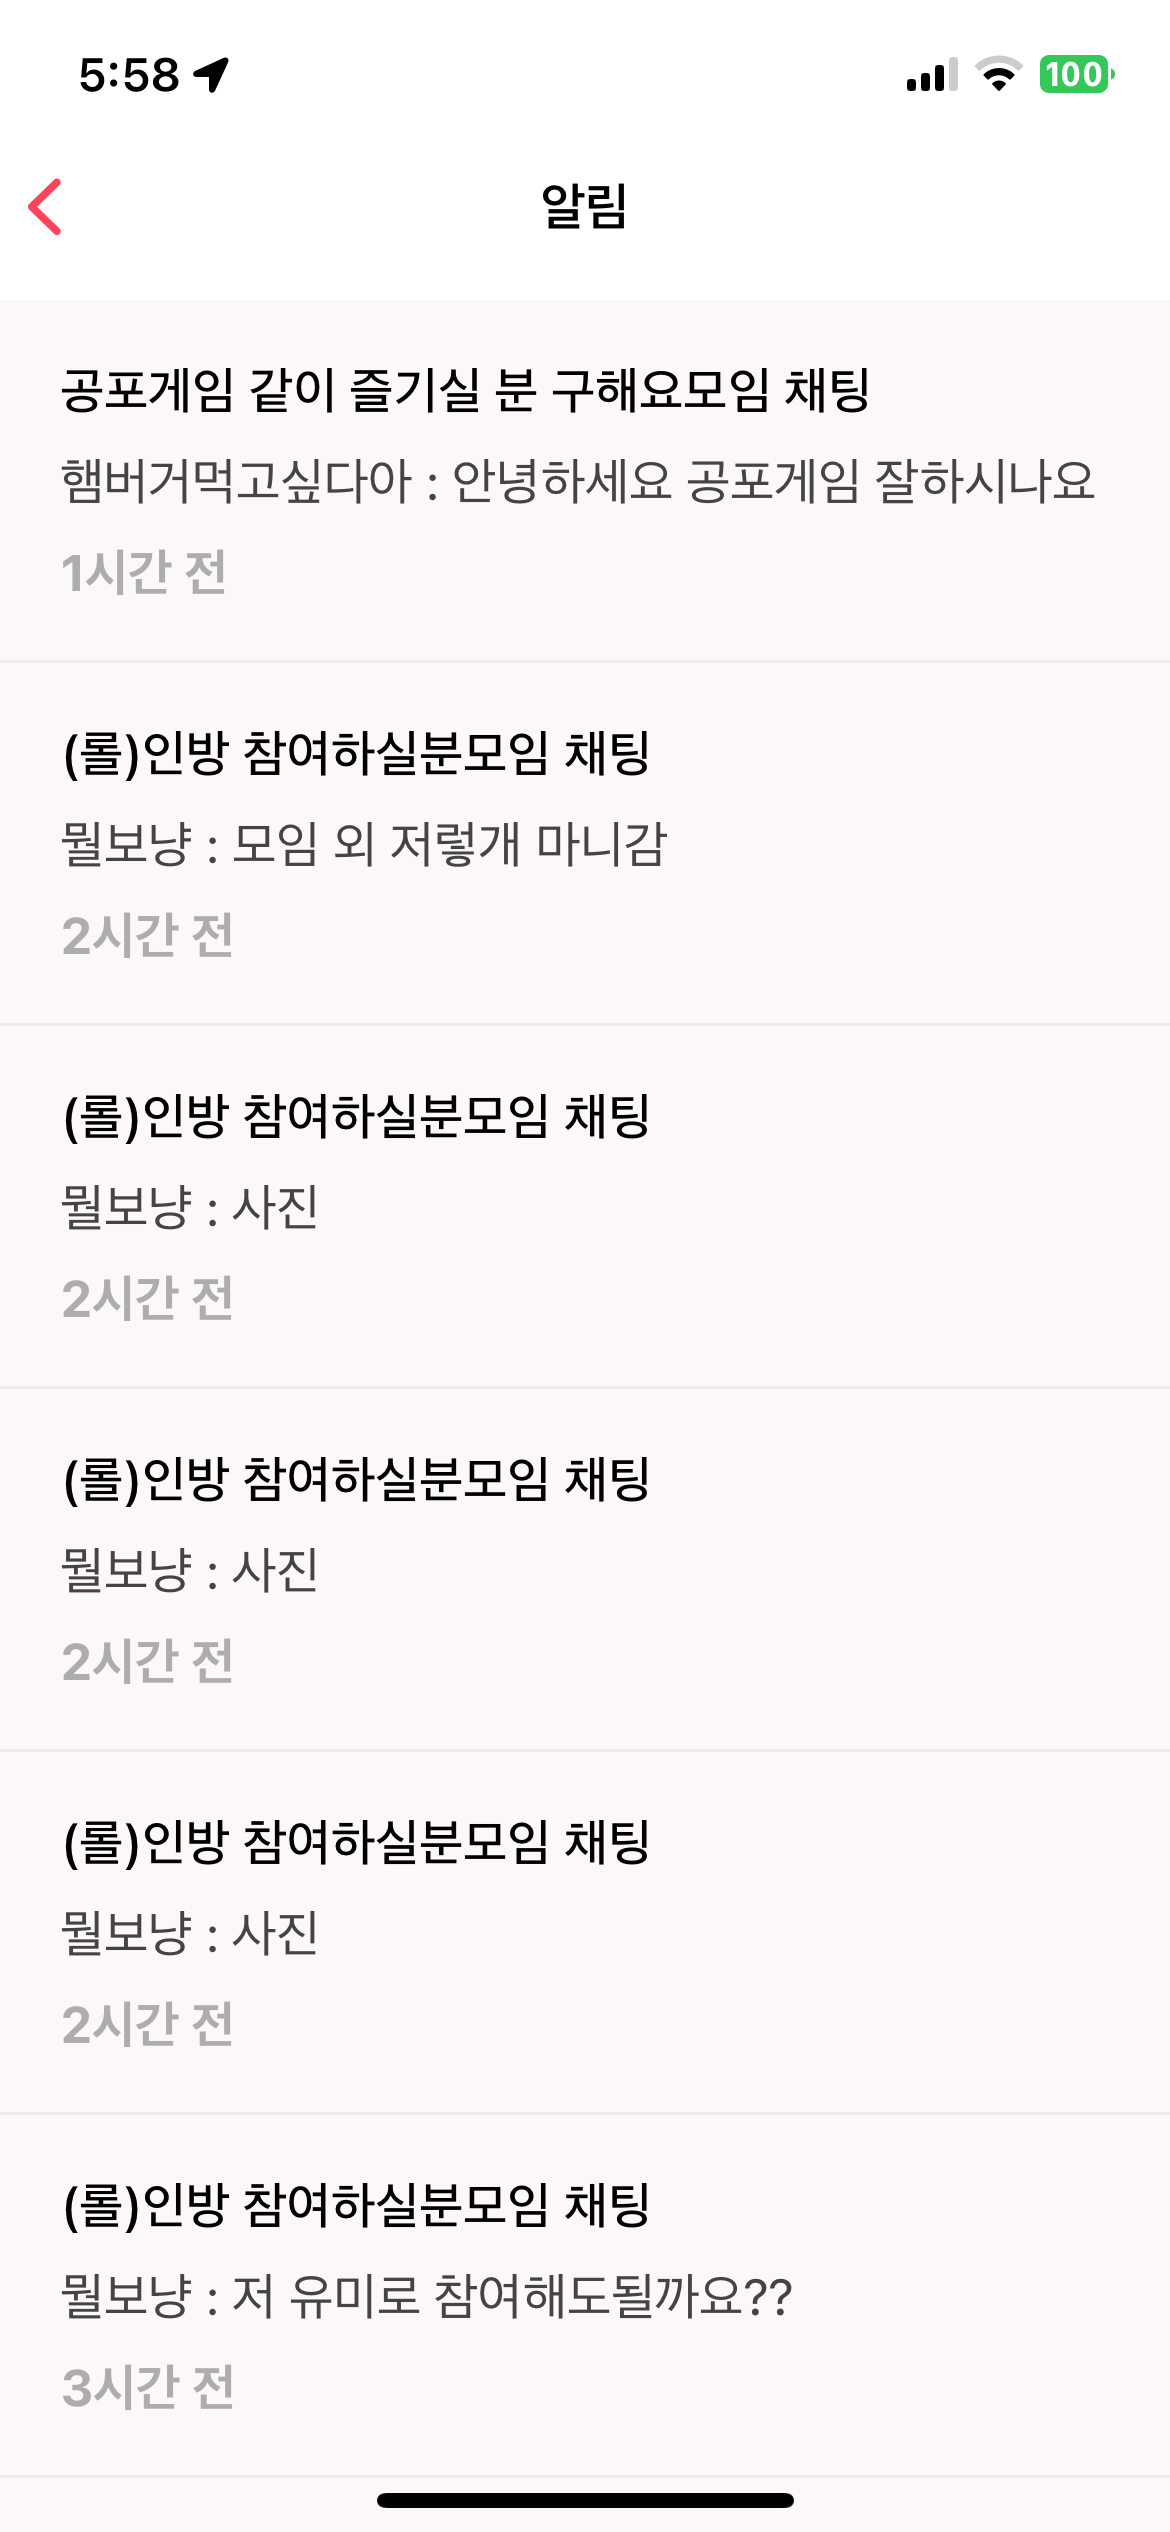 5:58
100
알림
공포게임 같이 즐기실 분 구해요모임 채팅
햄버거먹고싶다아 : 안녕하세요 공포게임 잘하시나요
1시간 전
(롤)인방 참여하실분모임 채팅
뭘보냥 : 모임 외 저렇개 마니감
2시간 전
(롤)인방 참여하실분모임 채팅
뭘보냥 : 사진
2시간 전
(롤)인방 참여하실분모임 채팅
뭘보냥 : 사진
2시간 전
(롤)인방 참여하실분모임 채팅
뭘보냥 : 사진
2시간 전
(롤)인방 참여하실분모임 채팅
뭘보냥 : 저 유미로 참여해도될까요??
3시간 전